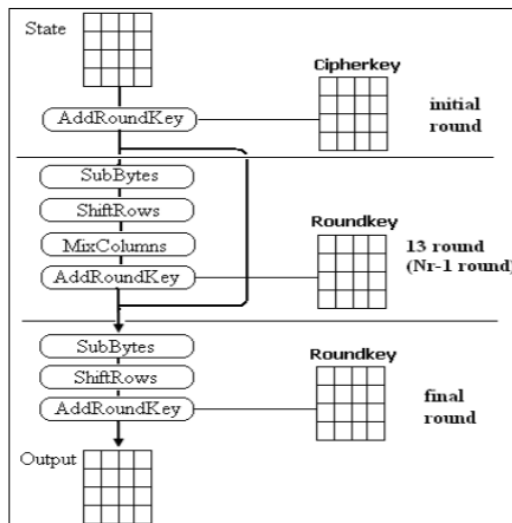 State
Cipherkey
AddRoundKey
initial
round
SubBytes
ShiftRows
Roundkey
MixColumns
13 round
(Nr-1 round)
AddRoundKey
SubBytes
Roundkey
ShiftRows
AddRoundKey
final
round
Output